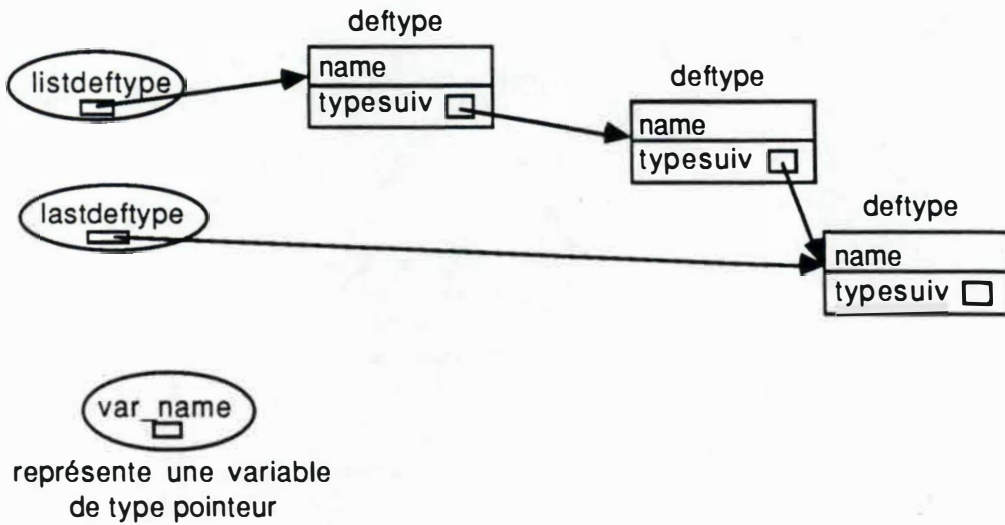 deftype
listdeftype
name
typesuiv
deftype
name
typesuiv
lastdeftype
deftype
name
typesuiv
var_name
représente une variable
de type pointeur